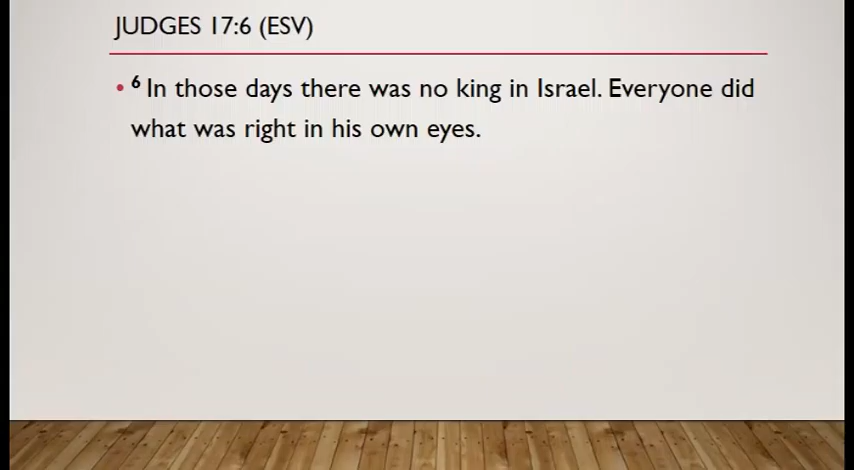 JUDGES 17:6 (ESV)
• 6 In those days there was no king in Israel. Everyone did
what was right in his own eyes.